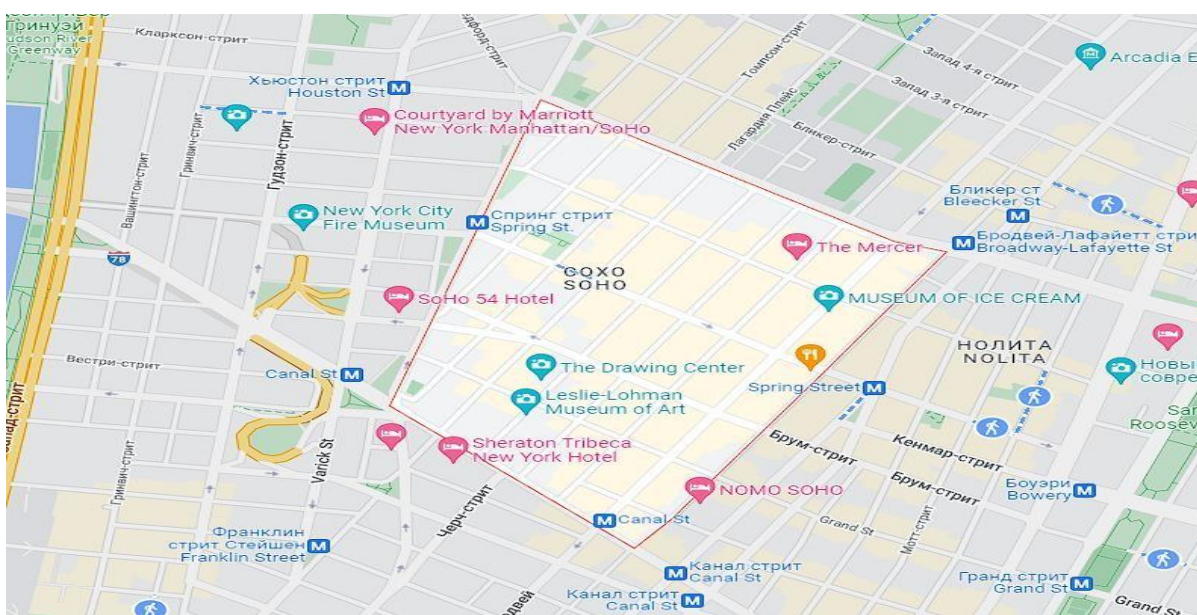 Гринуэй
udson River
Greenway
Кларксон-стрит
Томпсон-стрит
Запад 4-я стрит
Запад 3-я стрит
Arcadia E
Хьюстон стрит
Houston St
Courtyard by Marriott
New York Manhattan/SoHo
Лагардия Плейс
Бликер-стрит
Гринвич-стрит
Гудзон-стрит
Вашингтон-стрит
Бликер ст
Bleecker St
New York City
Fire Museum
Спринг стрит
Spring St.
The Mercer
Бродвей-Лафайетт стри
Broadway-Lafayette St
78
СОХО
SOHO
SoHo 54 Hotel
MUSEUM OF ICE CREAM
НОЛИТА
NOLITA
Вестри-стрит
Canal St
The Drawing Center
Spring Street
Новы
совре
Leslie-Lohman
Museum of Art
Sa
Roosev
Varick St
Sheraton Tribeca
New York Hotel
Брум-стрит
Кенмар-стрит
Гринвич-стрит
NOMO SOHO
Брум-стрит
Боуэри
Bowery
Черч-стрит
Canal St
Grand St
Мотт-стрит
Франклин
стрит Стейшен
Franklin Street
Канал стрит
Canal St
Гранд стрит
Grand St
Канал стрит
Canal St
Grand St